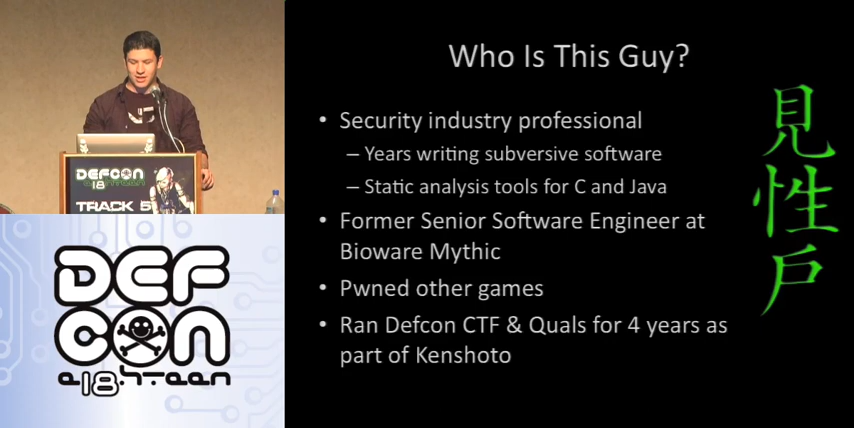 Who Is This Guy?
• Security industry professional
– Years writing subversive software
– Static analysis tools for C and Java
• Former Senior Software Engineer at
Bioware Mythic
• Pwned other games
• Ran Defcon CTF & Quals for 4 years as
part of Kenshoto
見
性
戶
DEFCON
18
TRACK 5
DEF
CON
e18hteen